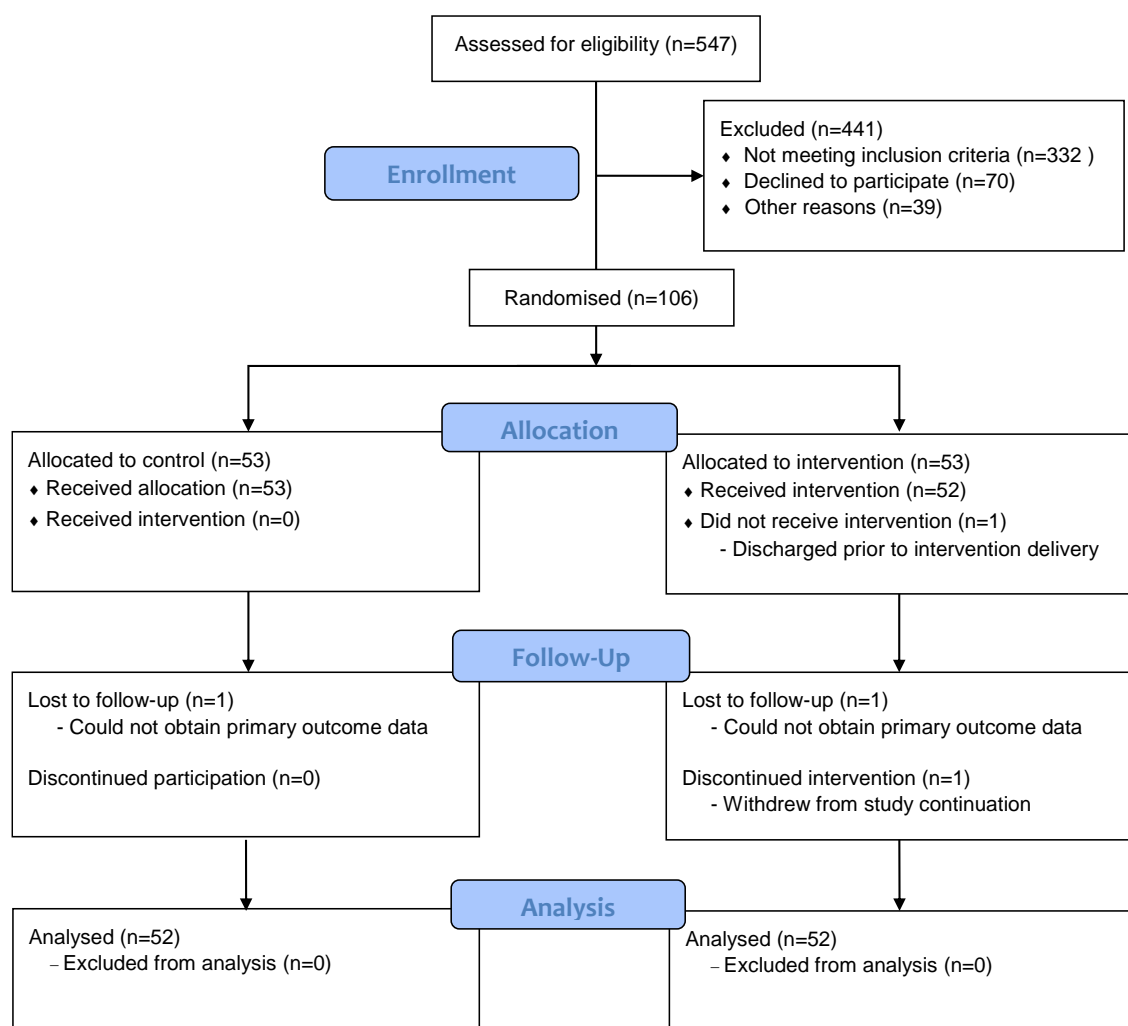 Assessed for eligibility (n=547)
Excluded (n=441)
♦ Not meeting inclusion criteria (n=332 )
♦ Declined to participate (n=70)
♦ Other reasons (n=39)
Enrollment
Randomised (n=106)
Allocation
Allocated to control (n=53)
♦ Received allocation (n=53)
♦ Received intervention (n=0)
Allocated to intervention (n=53)
♦ Received intervention (n=52)
♦ Did not receive intervention (n=1)
- Discharged prior to intervention delivery
Follow-Up
Lost to follow-up (n=1)
- Could not obtain primary outcome data
Discontinued participation (n=0)
Lost to follow-up (n=1)
- Could not obtain primary outcome data
Discontinued intervention (n=1)
- Withdrew from study continuation
Analysis
Analysed (n=52)
– Excluded from analysis (n=0)
Analysed (n=52)
– Excluded from analysis (n=0)